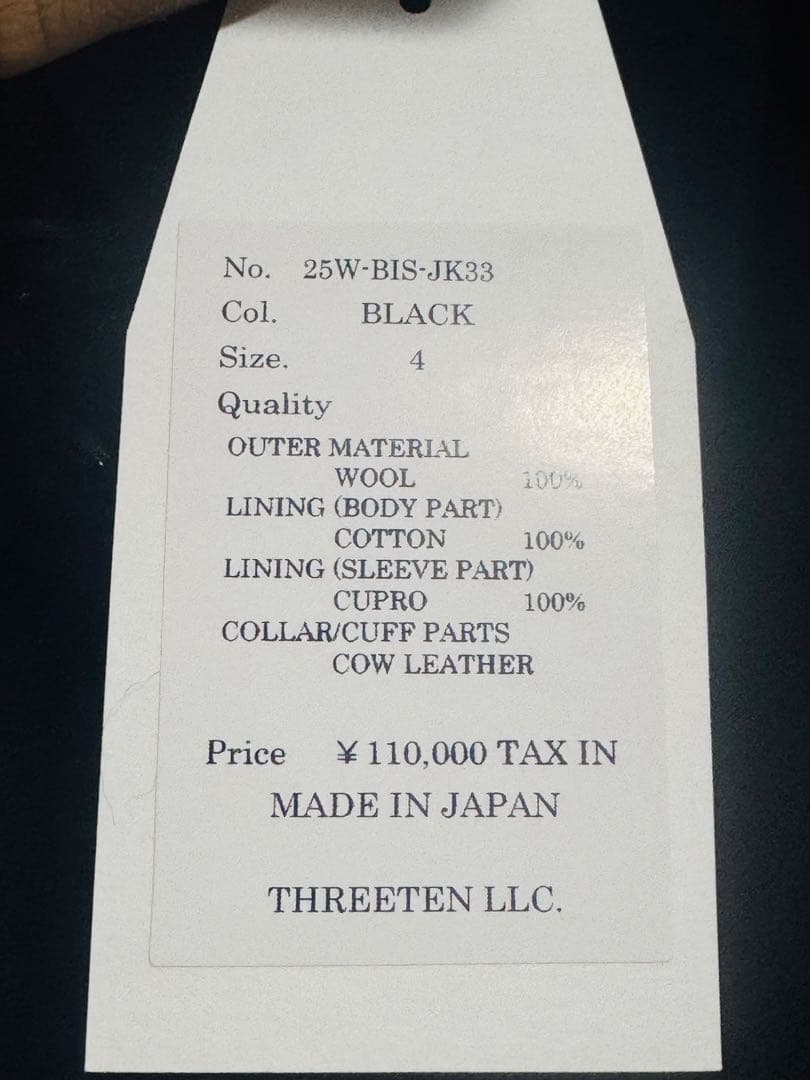 No. 25W-BIS-JK33
Col. BLACK
Size. 4
Quality
OUTER MATERIAL
WOOL 100%
LINING (BODY PART)
COTTON 100%
LINING (SLEEVE PART)
CUPRO 100%
COLLAR/CUFF PARTS
COW LEATHER
Price ¥110,000 TAX IN
MADE IN JAPAN
THREETEN LLC.